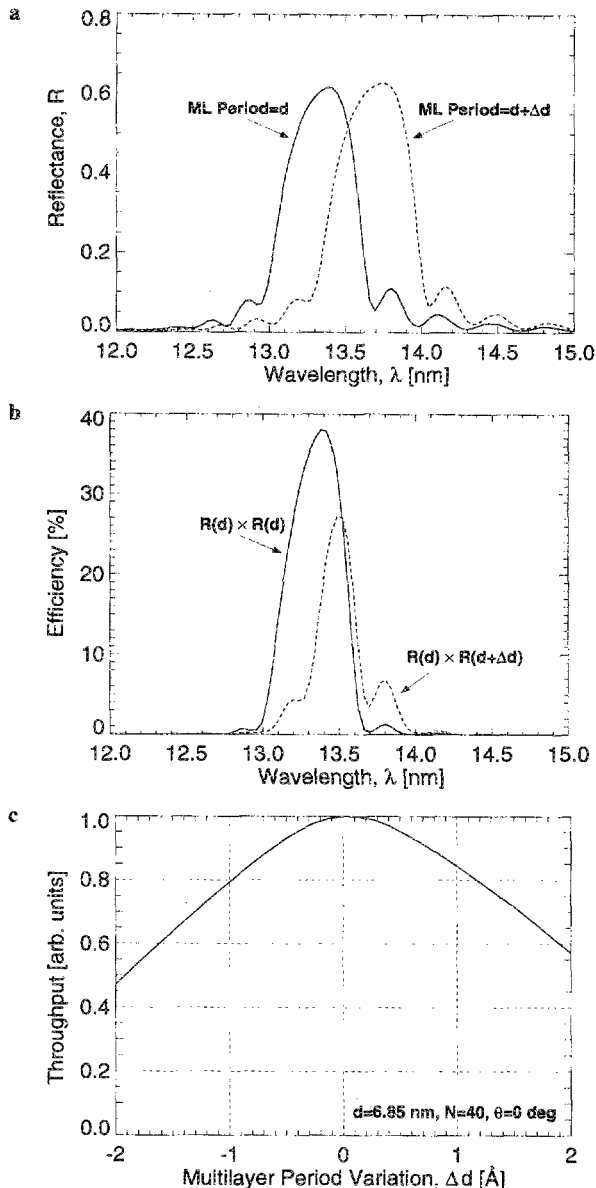 a
0.8
0.6
0.4
0.2
0.0
Reflectance, R
ML Period=d
ML Period=d+Δd
12.0 12.5 13.0 13.5 14.0 14.5 15.0
Wavelength, λ [nm]
b
40
30
20
10
0
Efficiency [%]
R(d) × R(d)
R(d) × R(d+Δd)
12.0 12.5 13.0 13.5 14.0 14.5 15.0
Wavelength, λ [nm]
c
1.0
0.8
0.6
0.4
0.2
0.0
Throughput [arb. units]
d=6.85 nm, N=40, θ=0 deg
-2 -1 0 1 2
Multilayer Period Variation, Δd [Å]